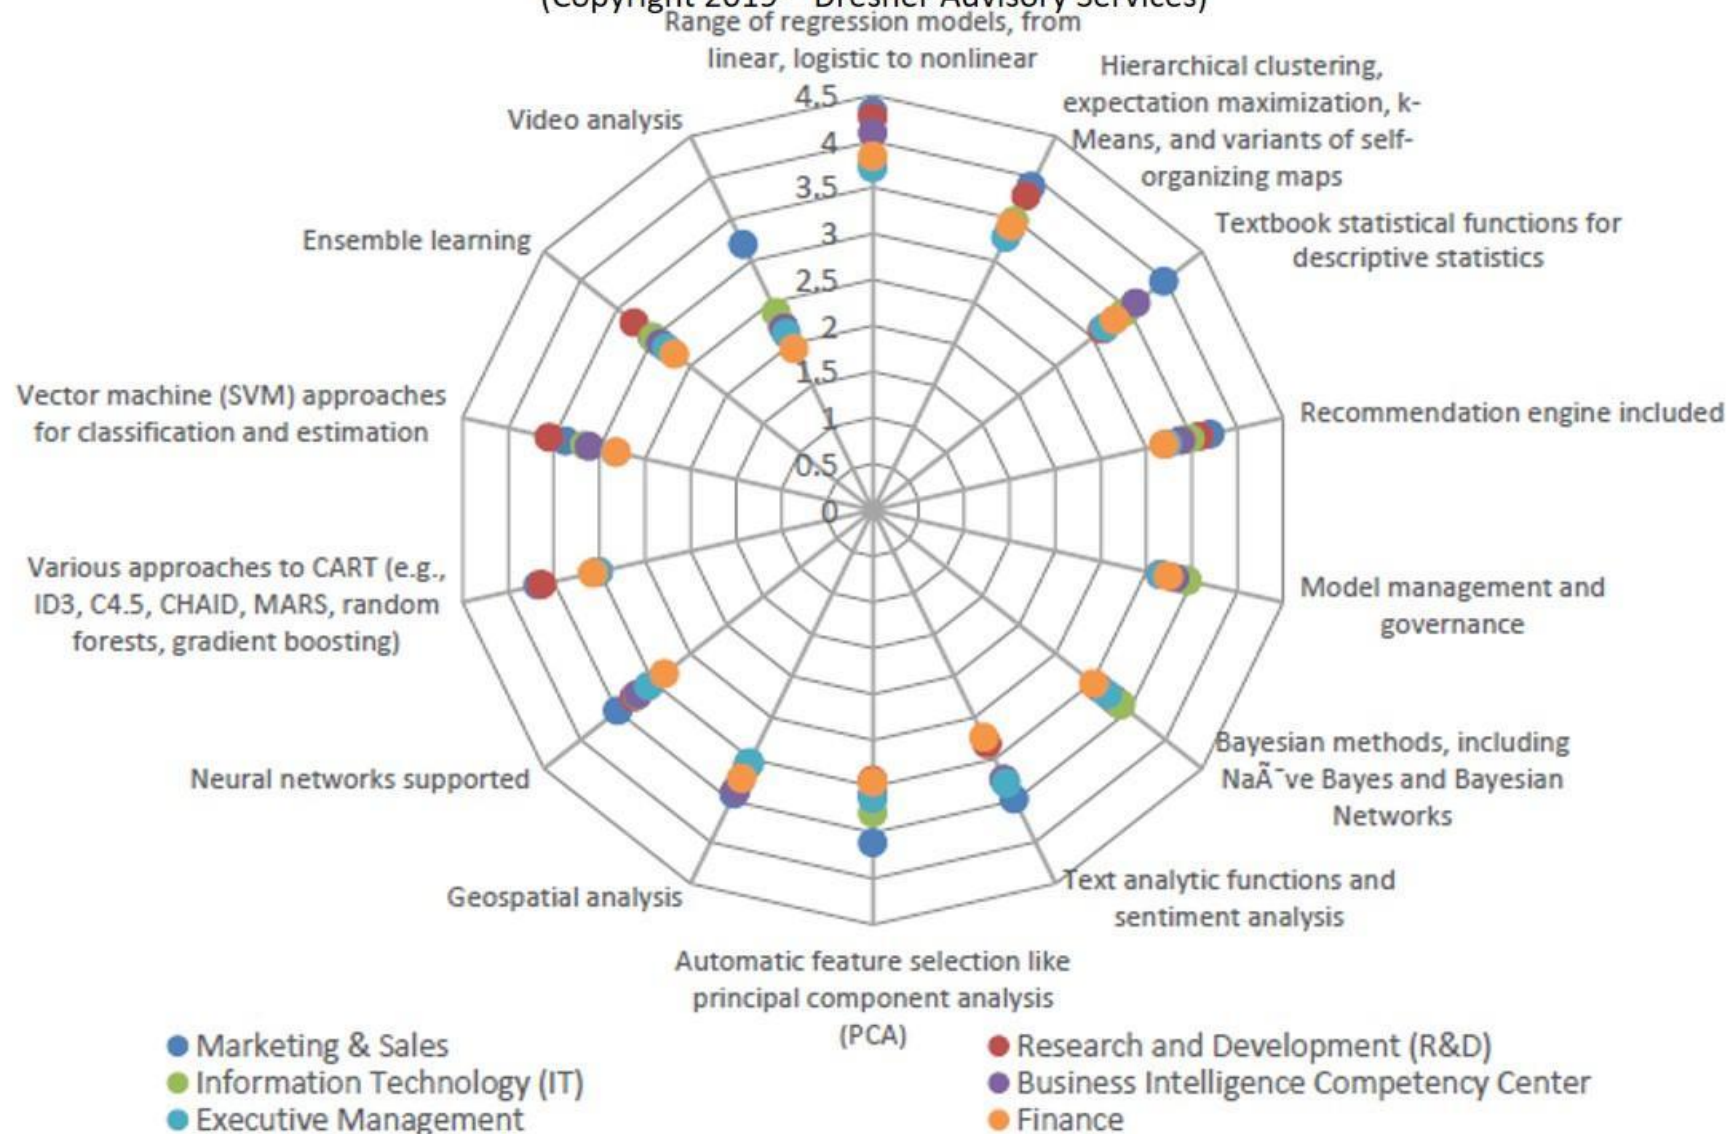 (Copyright 2019 – Dresner Advisory Services)
Range of regression models, from
linear, logistic to nonlinear
Hierarchical clustering,
expectation maximization, k-
Means, and variants of self-
organizing maps
Textbook statistical functions for
descriptive statistics
Recommendation engine included
Model management and
governance
Bayesian methods, including
NaÃ¯ve Bayes and Bayesian
Networks
Text analytic functions and
sentiment analysis
Automatic feature selection like
principal component analysis
(PCA)
Geospatial analysis
Neural networks supported
Various approaches to CART (e.g.,
ID3, C4.5, CHAID, MARS, random
forests, gradient boosting)
Vector machine (SVM) approaches
for classification and estimation
Ensemble learning
Video analysis
4.5
4
3.5
3
2.5
2
1.5
1
0.5
0
Marketing & Sales
Research and Development (R&D)
Information Technology (IT)
Business Intelligence Competency Center
Executive Management
Finance